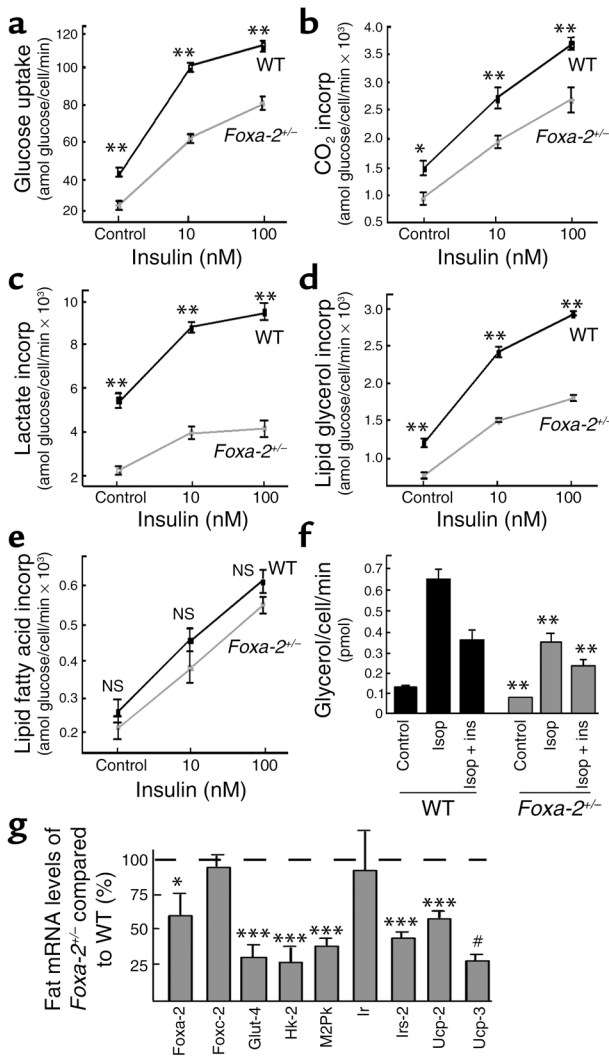 a
Glucose uptake
(amol glucose/cell/min)
120
100
80
60
40
20
**
**
**
WT
Foxa-2+/−
Control
10
100
Insulin (nM)
b
CO2 incorp
(amol glucose/cell/min × 10³)
4.0
3.5
3.0
2.5
2.0
1.5
1.0
0.5
*
**
**
WT
Foxa-2+/−
Control
10
100
Insulin (nM)
c
Lactate incorp
(amol glucose/cell/min × 10³)
10
8
6
4
2
**
**
**
WT
Foxa-2+/−
Control
10
100
Insulin (nM)
d
Lipid glycerol incorp
(amol glucose/cell/min × 10³)
3.0
2.5
2.0
1.5
1.0
**
**
**
WT
Foxa-2+/−
Control
10
100
Insulin (nM)
e
Lipid fatty acid incorp
(amol glucose/cell/min × 10³)
0.6
0.5
0.4
0.3
0.2
NS
NS
NS
WT
Foxa-2+/−
Control
10
100
Insulin (nM)
f
Glycerol/cell/min
(pmol)
0.7
0.6
0.5
0.4
0.3
0.2
0.1
**
**
**
Control
Isop
Isop + ins
Control
Isop
Isop + ins
WT
Foxa-2+/−
g
Fat mRNA levels of
Foxa-2+/− compared
to WT (%)
100
75
50
25
*
***
***
***
***
***
#
Foxa-2
Foxc-2
Glut-4
Hk-2
M2Pk
Ir
Irs-2
Ucp-2
Ucp-3